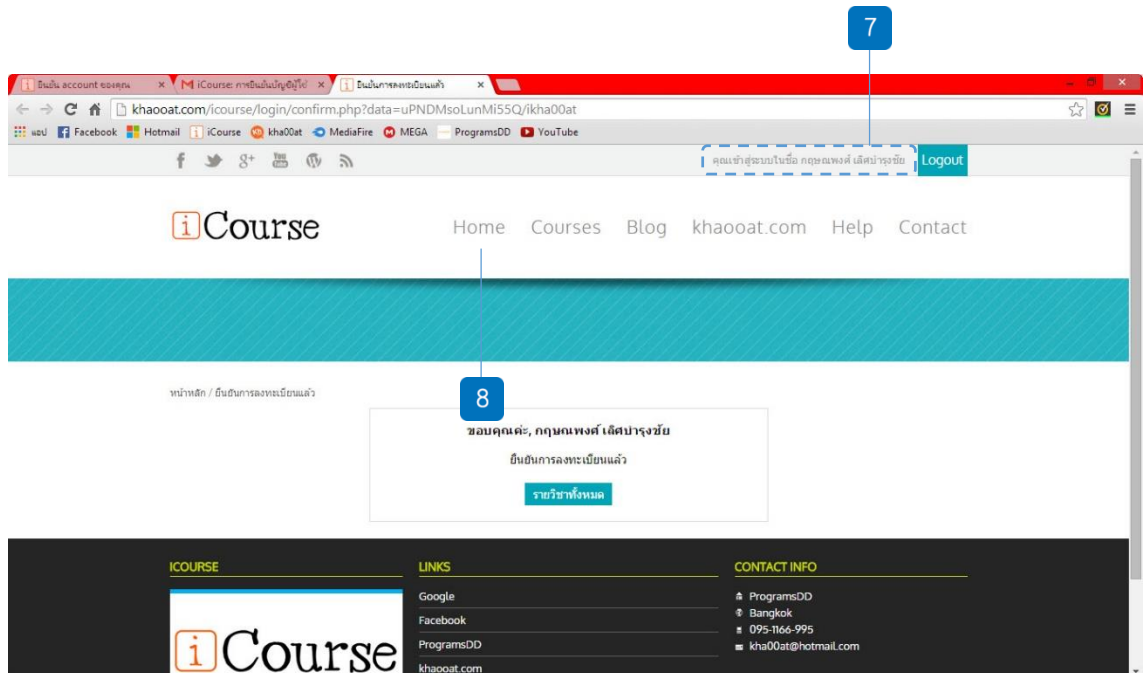 7
ยืนยัน account ของคุณ
iCourse: การยืนยันบัญชีผู้ใช้
ยืนยันการลงทะเบียนแล้ว
khaooat.com/icourse/login/confirm.php?data=uPNDMsoLunMi55Q/ikha00at
แอป Facebook Hotmail iCourse kha00at MediaFire MEGA ProgramsDD YouTube
คุณเข้าสู่ระบบในชื่อ กฤษณพงศ์ เลิศบำรุงชัย Logout
iCourse
Home Courses Blog khaooat.com Help Contact
หน้าหลัก / ยืนยันการลงทะเบียนแล้ว
8
ขอบคุณค่ะ, กฤษณพงศ์ เลิศบำรุงชัย
ยืนยันการลงทะเบียนแล้ว
รายวิชาทั้งหมด
ICOURSE
iCourse
LINKS
Google
Facebook
ProgramsDD
khaooat.com
CONTACT INFO
ProgramsDD
Bangkok
095-1166-995
kha00at@hotmail.com